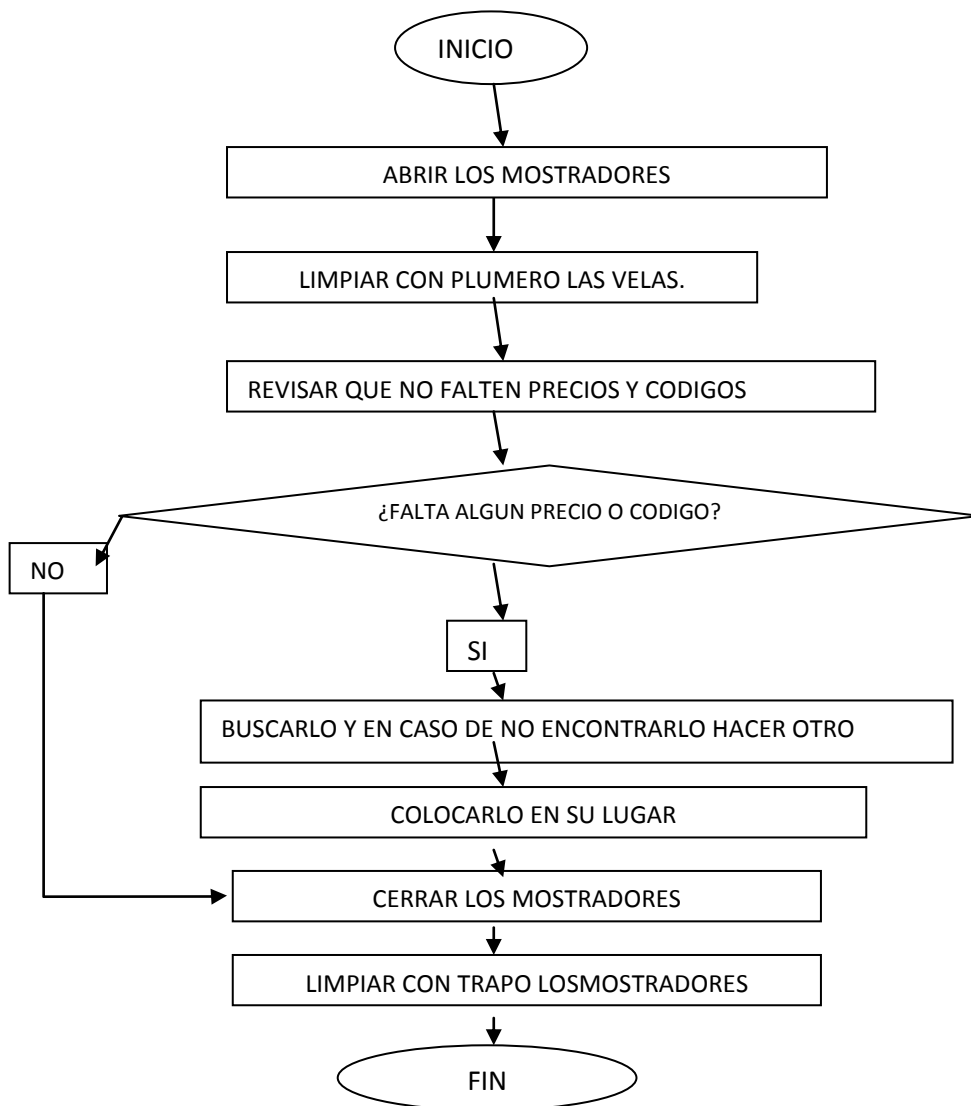 INICIO
ABRIR LOS MOSTRADORES
LIMPIAR CON PLUMERO LAS VELAS.
REVISAR QUE NO FALTEN PRECIOS Y CODIGOS
¿FALTA ALGUN PRECIO O CODIGO?
NO
SI
BUSCARLO Y EN CASO DE NO ENCONTRARLO HACER OTRO
COLOCARLO EN SU LUGAR
CERRAR LOS MOSTRADORES
LIMPIAR CON TRAPO LOSMOSTRADORES
FIN